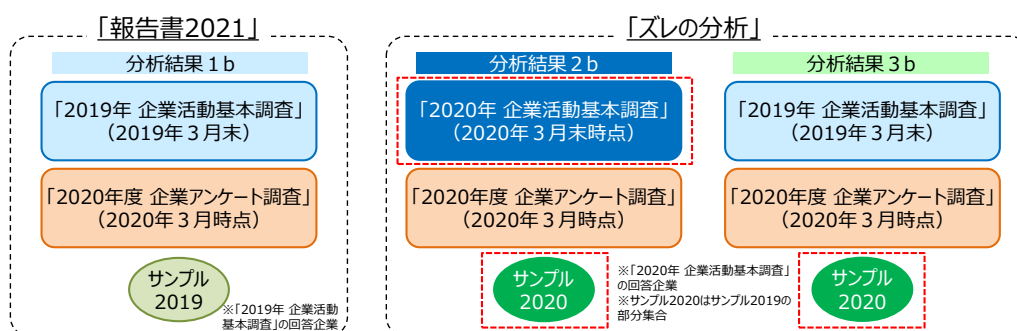 「報告書2021」
分析結果１b
「2019年 企業活動基本調査」
（2019年３月末）
「2020年度 企業アンケート調査」
（2020年３月時点）
サンプル
2019
※「2019年 企業活動
基本調査」の回答企業
「ズレの分析」
分析結果２b
「2020年 企業活動基本調査」
（2020年３月末時点）
「2020年度 企業アンケート調査」
（2020年３月時点）
サンプル
2020
※「2020年 企業活動基本調査」
の回答企業
※サンプル2020はサンプル2019の
部分集合
分析結果３b
「2019年 企業活動基本調査」
（2019年３月末）
「2020年度 企業アンケート調査」
（2020年３月時点）
サンプル
2020